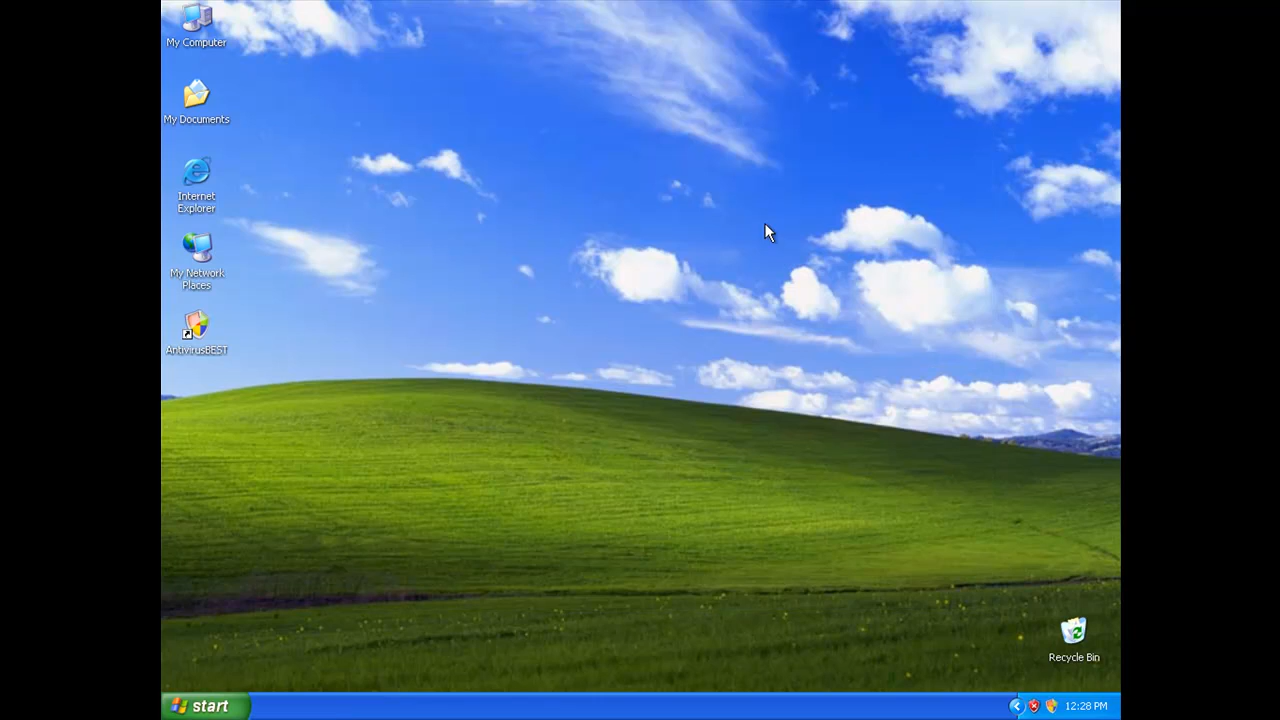 My Computer
My Documents
Internet
Explorer
My Network
Places
AntivirusBEST
Recycle Bin
start
12:28 PM